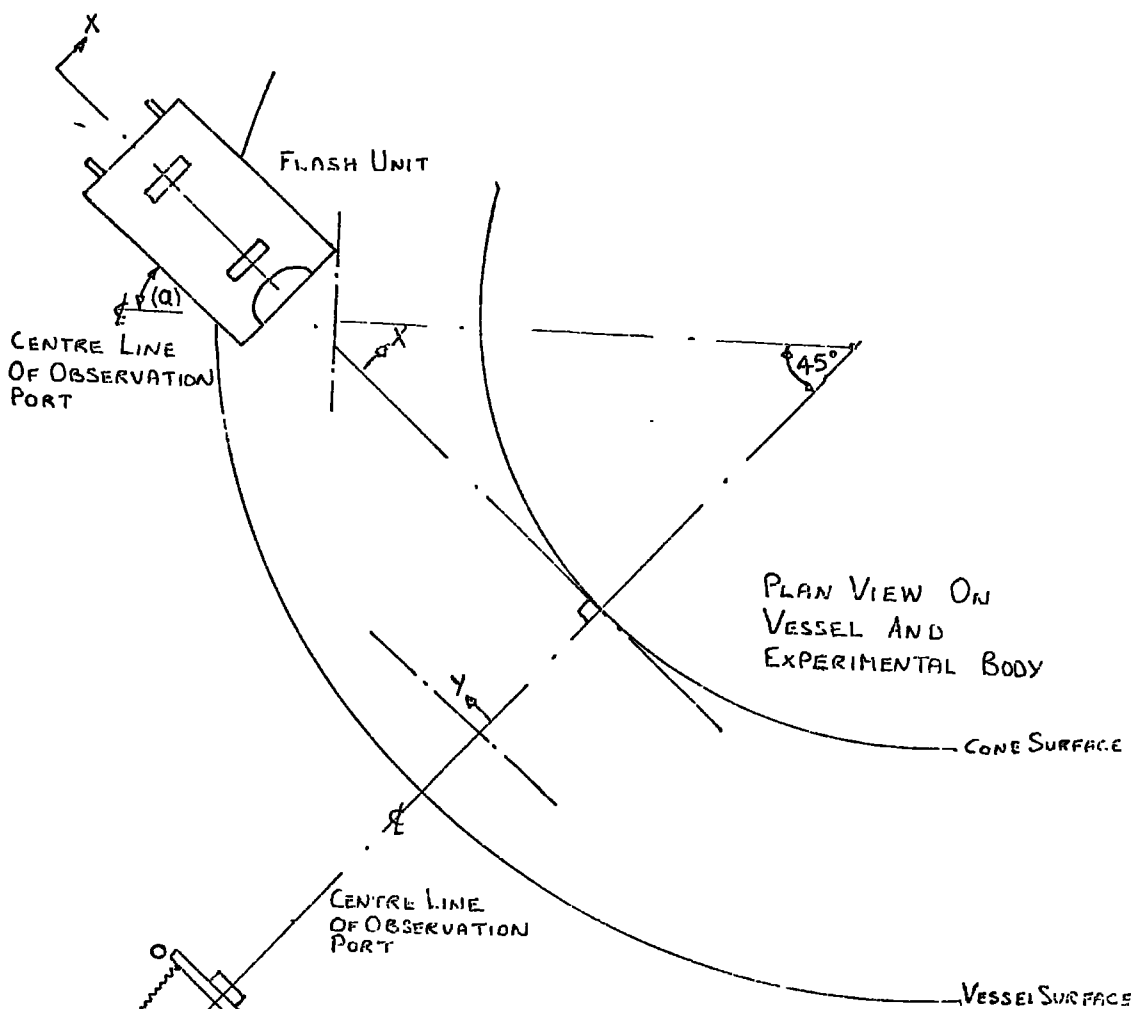 X
FLASH UNIT
(a)
℄
CENTRE LINE
OF OBSERVATION
PORT
X
45°
PLAN VIEW ON
VESSEL AND
EXPERIMENTAL BODY
Y
CONE SURFACE
℄
CENTRE LINE
OF OBSERVATION
PORT
VESSEL SURFACE